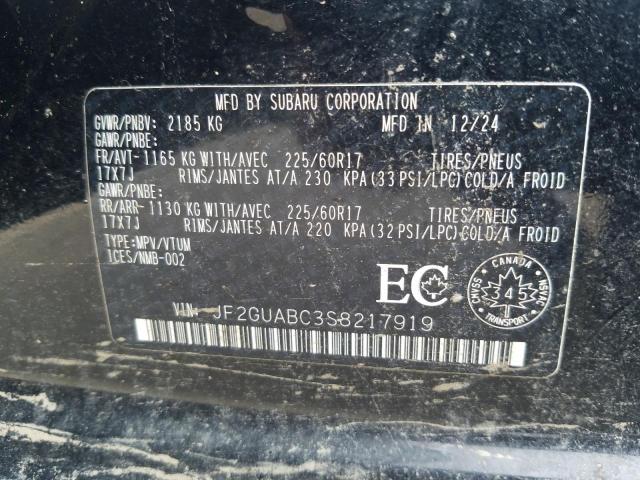 MFD BY SUBARU CORPORATION
GVWR/PNBV: 2185 KG MFD IN 12/24
GAWR/PNBE:
FR/AVT-1165 KG WITH/AVEC 225/60R17 TIRES/PNEUS
17X7J RIMS/JANTES AT/A 230 KPA (33 PSI/LPC) COLD/A FROID
GAWR/PNBE:
RR/ARR-1130 KG WITH/AVEC 225/60R17 TIRES/PNEUS
17X7J RIMS/JANTES AT/A 220 KPA (32 PSI/LPC) COLD/A FROID
TYPE:MPV/VTUM
ICES/NMB-002
EC
CANADA
CMVSS 345 NSVAC
TRANSPORT
VIN- JF2GUABC3S8217919